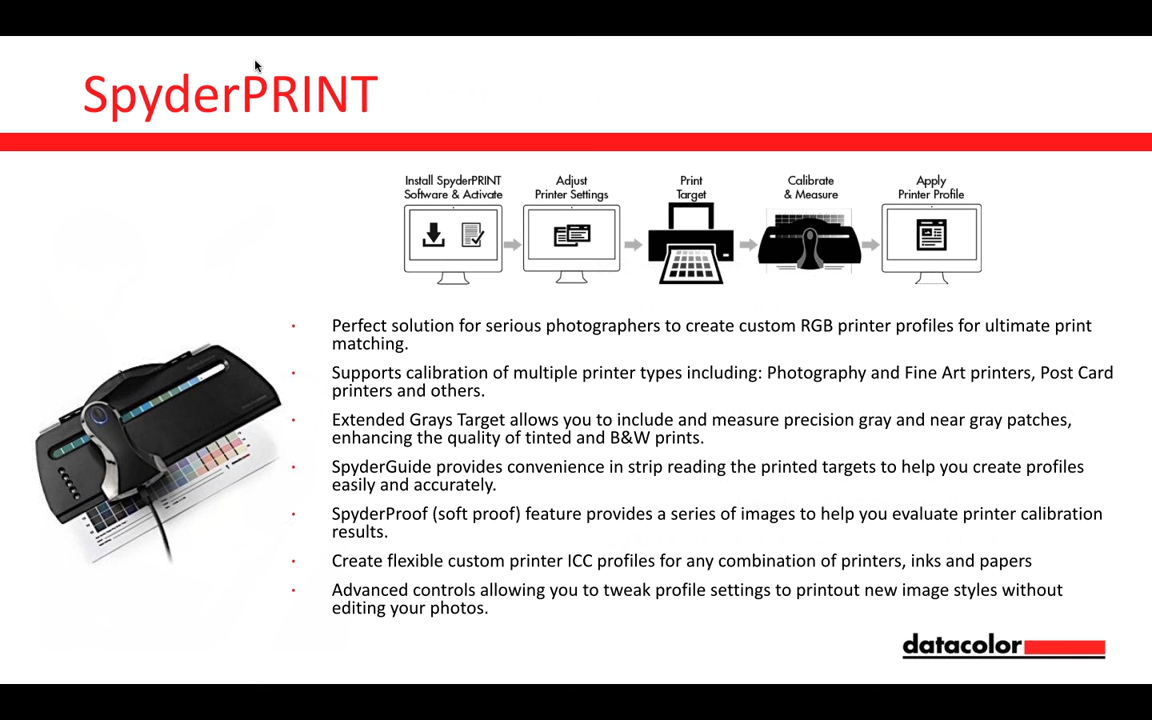 SpyderPRINT
Install SpyderPRINT
Software & Activate
Adjust
Printer Settings
Print
Target
Calibrate
& Measure
Apply
Printer Profile
· Perfect solution for serious photographers to create custom RGB printer profiles for ultimate print
matching.
· Supports calibration of multiple printer types including: Photography and Fine Art printers, Post Card
printers and others.
· Extended Grays Target allows you to include and measure precision gray and near gray patches,
enhancing the quality of tinted and B&W prints.
· SpyderGuide provides convenience in strip reading the printed targets to help you create profiles
easily and accurately.
· SpyderProof (soft proof) feature provides a series of images to help you evaluate printer calibration
results.
· Create flexible custom printer ICC profiles for any combination of printers, inks and papers
· Advanced controls allowing you to tweak profile settings to printout new image styles without
editing your photos.
datacolor